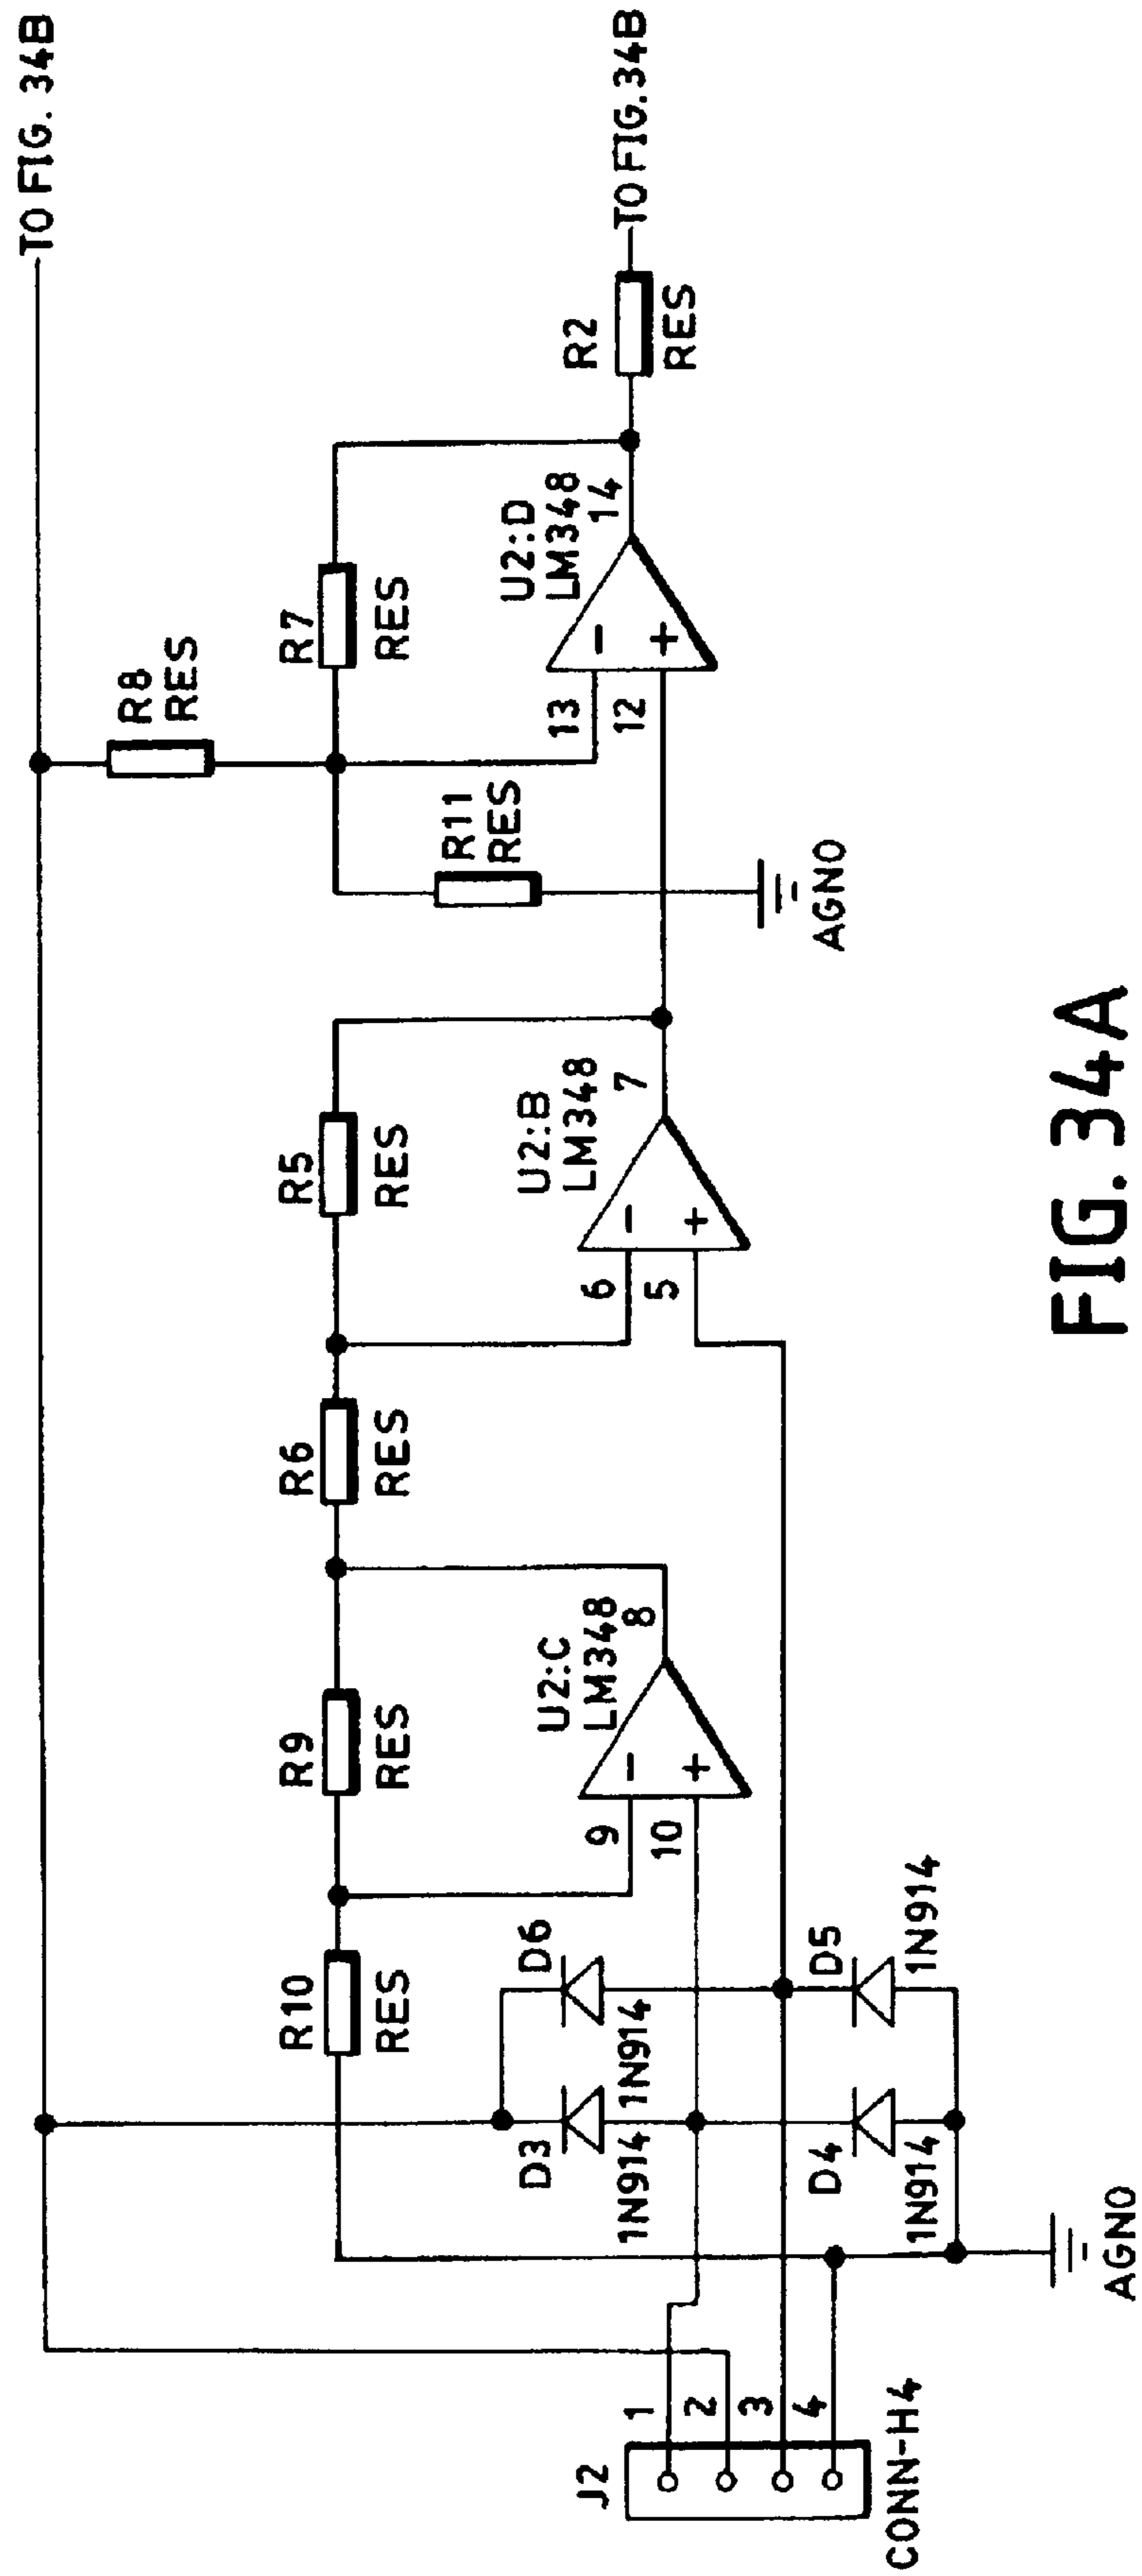 TO FIG. 34B
R8
RES
R7
RES
R11
RES
R5
RES
R6
RES
R9
RES
R10
RES
U2:D
LM348
13
12
14
R2
RES
TO FIG.34B
U2:B
LM348
6
5
7
U2:C
LM348
9
10
8
AGNO
D3
1N914
D6
1N914
D4
1N914
D5
1N914
J2
1
2
3
4
CONN-H4
AGNO
FIG. 34A